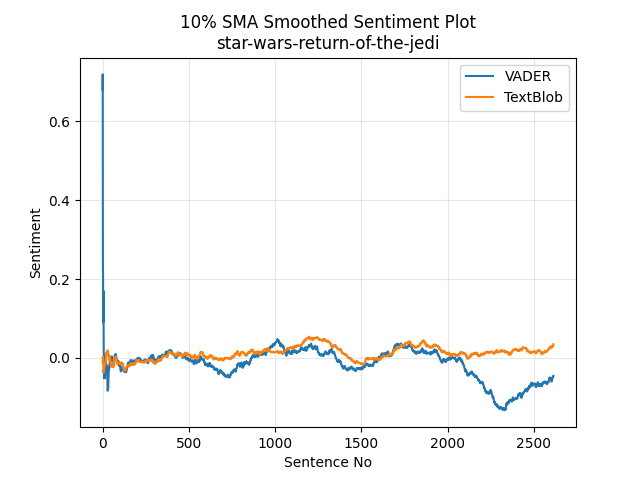 10% SMA Smoothed Sentiment Plot
star-wars-return-of-the-jedi
VADER
TextBlob
Sentiment
0.6
0.4
0.2
0.0
0
500
1000
1500
2000
2500
Sentence No